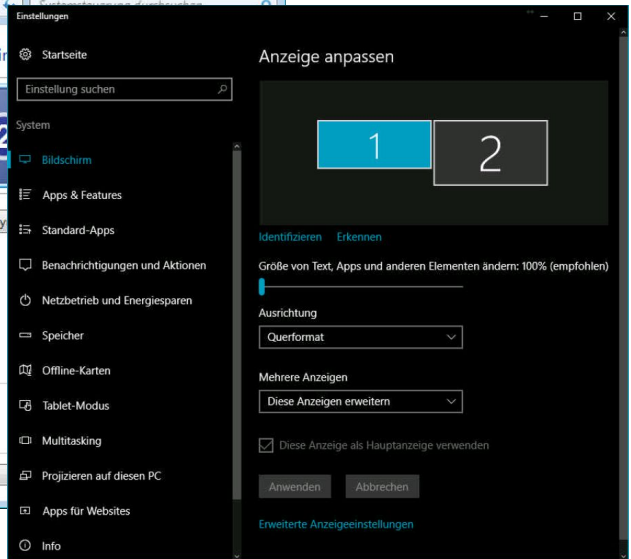 Systemsteuerung durchsuchen
Einstellungen
Startseite
Einstellung suchen
System
Bildschirm
Apps & Features
Standard-Apps
Benachrichtigungen und Aktionen
Netzbetrieb und Energiesparen
Speicher
Offline-Karten
Tablet-Modus
Multitasking
Projizieren auf diesen PC
Apps für Websites
Info
Anzeige anpassen
1
2
Identifizieren Erkennen
Größe von Text, Apps und anderen Elementen ändern: 100% (empfohlen)
Ausrichtung
Querformat
Mehrere Anzeigen
Diese Anzeigen erweitern
Diese Anzeige als Hauptanzeige verwenden
Anwenden Abbrechen
Erweiterte Anzeigeeinstellungen